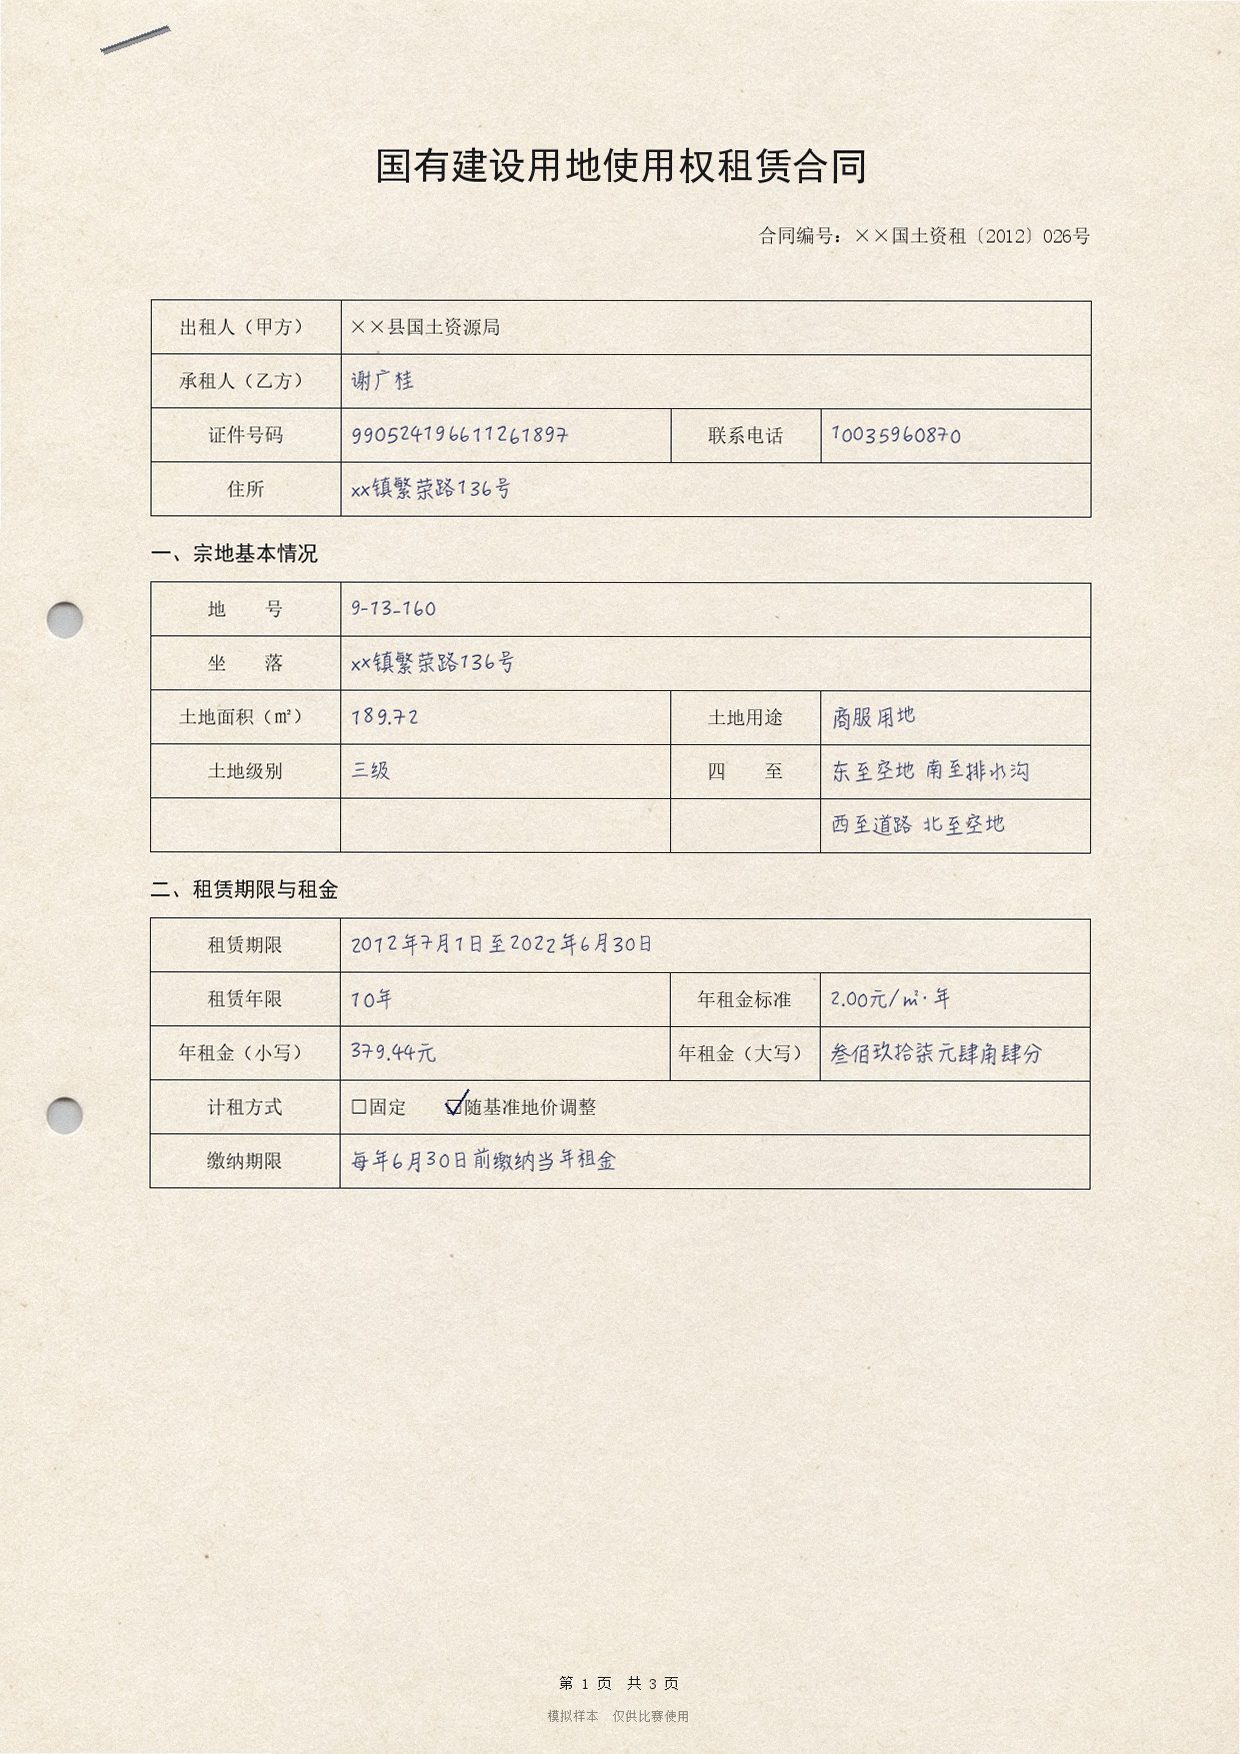 国有建设用地使用权租赁合同
合同编号：××国土资租〔2012〕026号
出租人（甲方） ××县国土资源局
承租人（乙方） 谢广桂
证件号码 990524196611261897 联系电话 10035960870
住所 xx镇繁荣路136号
一、宗地基本情况
地 号 9-13-160
坐 落 xx镇繁荣路136号
土地面积（㎡） 189.72 土地用途 商服用地
土地级别 三级 四 至 东至空地 南至排水沟
西至道路 北至空地
二、租赁期限与租金
租赁期限 2012年7月1日至2022年6月30日
租赁年限 10年 年租金标准 2.00元/㎡·年
年租金（小写） 379.44元 年租金（大写） 叁佰玖拾柒元肆角肆分
计租方式 □固定 ☑随基准地价调整
缴纳期限 每年6月30日前缴纳当年租金
第 1 页 共 3 页
模拟样本 仅供比赛使用